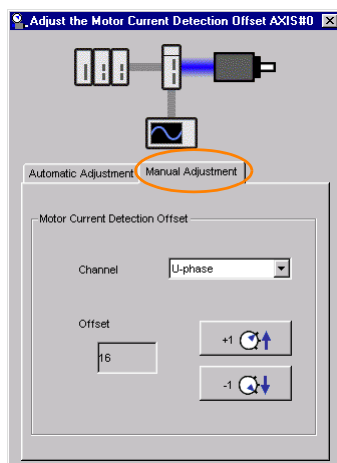 Adjust the Motor Current Detection Offset AXIS#0
Automatic Adjustment
Manual Adjustment
Motor Current Detection Offset
Channel
U-phase
Offset
16
+1
-1